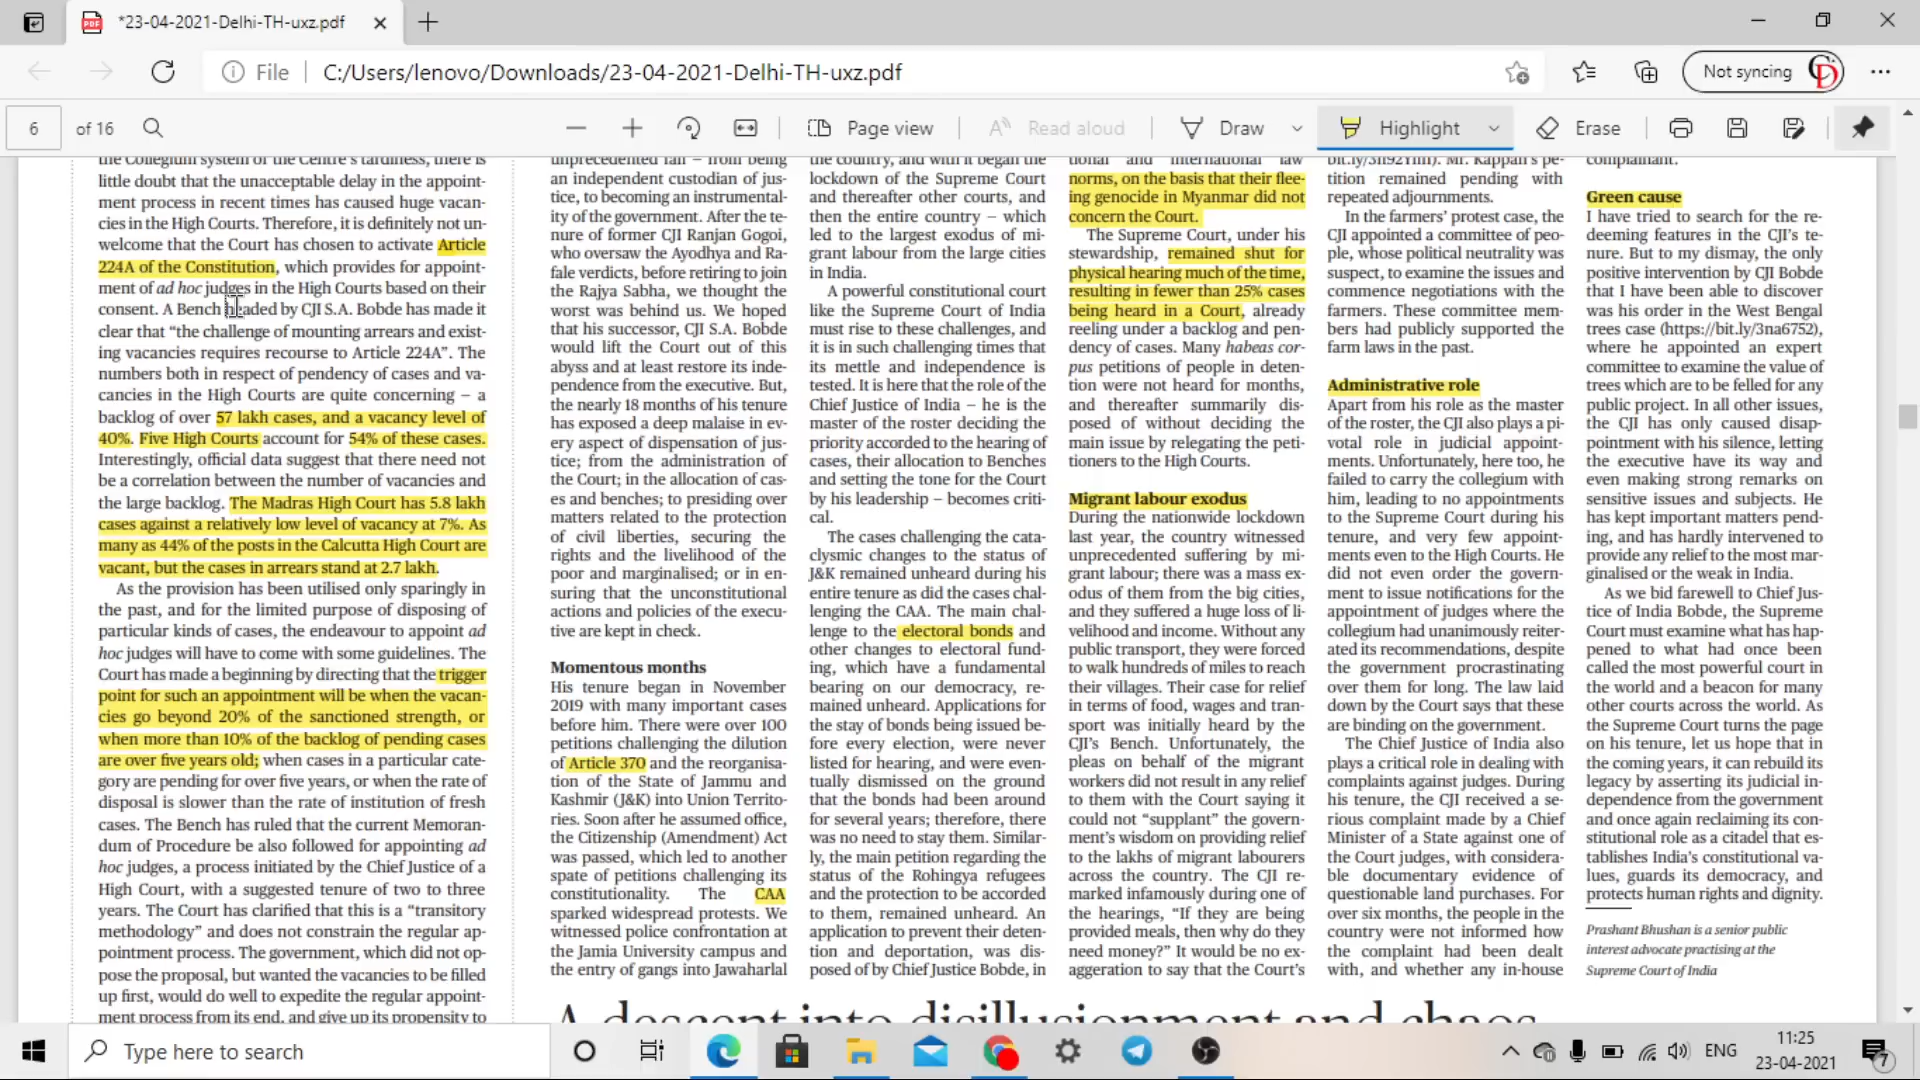 *23-04-2021-Delhi-TH-uxz.pdf
File
C:/Users/lenovo/Downloads/23-04-2021-Delhi-TH-uxz.pdf
Not syncing
6
of 16
Page view
Read aloud
Draw
Highlight
Erase
the Collegium system or the Centre's tardiness, there is
little doubt that the unacceptable delay in the appoint-
ment process in recent times has caused huge vacan-
cies in the High Courts. Therefore, it is definitely not un-
welcome that the Court has chosen to activate Article
224A of the Constitution, which provides for appoint-
ment of ad hoc judges in the High Courts based on their
consent. A Bench headed by CJI S.A. Bobde has made it
clear that “the challenge of mounting arrears and exist-
ing vacancies requires recourse to Article 224A”. The
numbers both in respect of pendency of cases and va-
cancies in the High Courts are quite concerning – a
backlog of over 57 lakh cases, and a vacancy level of
40%. Five High Courts account for 54% of these cases.
Interestingly, official data suggest that there need not
be a correlation between the number of vacancies and
the large backlog. The Madras High Court has 5.8 lakh
cases against a relatively low level of vacancy at 7%. As
many as 44% of the posts in the Calcutta High Court are
vacant, but the cases in arrears stand at 2.7 lakh.
As the provision has been utilised only sparingly in
the past, and for the limited purpose of disposing of
particular kinds of cases, the endeavour to appoint ad
hoc judges will have to come with some guidelines. The
Court has made a beginning by directing that the trigger
point for such an appointment will be when the vacan-
cies go beyond 20% of the sanctioned strength, or
when more than 10% of the backlog of pending cases
are over five years old; when cases in a particular cate-
gory are pending for over five years, or when the rate of
disposal is slower than the rate of institution of fresh
cases. The Bench has ruled that the current Memoran-
dum of Procedure be also followed for appointing ad
hoc judges, a process initiated by the Chief Justice of a
High Court, with a suggested tenure of two to three
years. The Court has clarified that this is a “transitory
methodology” and does not constrain the regular ap-
pointment process. The government, which did not op-
pose the proposal, but wanted the vacancies to be filled
up first, would do well to expedite the regular appoint-
ment process from its end, and give up its propensity to
unprecedented fall – from being
an independent custodian of jus-
tice, to becoming an instrumental-
ity of the government. After the te-
nure of former CJI Ranjan Gogoi,
who oversaw the Ayodhya and Ra-
fale verdicts, before retiring to join
the Rajya Sabha, we thought the
worst was behind us. We hoped
that his successor, CJI S.A. Bobde
would lift the Court out of this
abyss and at least restore its inde-
pendence from the executive. But,
the nearly 18 months of his tenure
has exposed a deep malaise in ev-
ery aspect of dispensation of jus-
tice; from the administration of
the Court; in the allocation of cas-
es and benches; to presiding over
matters related to the protection
of civil liberties, securing the
rights and the livelihood of the
poor and marginalised; or in en-
suring that the unconstitutional
actions and policies of the execu-
tive are kept in check.
Momentous months
His tenure began in November
2019 with many important cases
before him. There were over 100
petitions challenging the dilution
of Article 370 and the reorganisa-
tion of the State of Jammu and
Kashmir (J&K) into Union Territo-
ries. Soon after he assumed office,
the Citizenship (Amendment) Act
was passed, which led to another
spate of petitions challenging its
constitutionality. The CAA
sparked widespread protests. We
witnessed police confrontation at
the Jamia University campus and
the entry of gangs into Jawaharlal
the country, and with it began the
lockdown of the Supreme Court
and thereafter other courts, and
then the entire country – which
led to the largest exodus of mi-
grant labour from the large cities
in India.
A powerful constitutional court
like the Supreme Court of India
must rise to these challenges, and
it is in such challenging times that
its mettle and independence is
tested. It is here that the role of the
Chief Justice of India – he is the
master of the roster deciding the
priority accorded to the hearing of
cases, their allocation to Benches
and setting the tone for the Court
by his leadership – becomes criti-
cal.
The cases challenging the cata-
clysmic changes to the status of
J&K remained unheard during his
entire tenure as did the cases chal-
lenging the CAA. The main chal-
lenge to the electoral bonds and
other changes to electoral fund-
ing, which have a fundamental
bearing on our democracy, re-
mained unheard. Applications for
the stay of bonds being issued be-
fore every election, were never
listed for hearing, and were even-
tually dismissed on the ground
that the bonds had been around
for several years; therefore, there
was no need to stay them. Similar-
ly, the main petition regarding the
status of the Rohingya refugees
and the protection to be accorded
to them, remained unheard. An
application to prevent their deten-
tion and deportation, was dis-
posed of by Chief Justice Bobde, in
tional and international law
norms, on the basis that their flee-
ing genocide in Myanmar did not
concern the Court.
The Supreme Court, under his
stewardship, remained shut for
physical hearing much of the time,
resulting in fewer than 25% cases
being heard in a Court, already
reeling under a backlog and pen-
dency of cases. Many habeas cor-
pus petitions of people in deten-
tion were not heard for months,
and thereafter summarily dis-
posed of without deciding the
main issue by relegating the peti-
tioners to the High Courts.
Migrant labour exodus
During the nationwide lockdown
last year, the country witnessed
unprecedented suffering by mi-
grant labour; there was a mass ex-
odus of them from the big cities,
and they suffered a huge loss of li-
velihood and income. Without any
public transport, they were forced
to walk hundreds of miles to reach
their villages. Their case for relief
in terms of food, wages and tran-
sport was initially heard by the
CJI's Bench. Unfortunately, the
pleas on behalf of the migrant
workers did not result in any relief
to them with the Court saying it
could not “supplant” the govern-
ment's wisdom on providing relief
to the lakhs of migrant labourers
across the country. The CJI re-
marked infamously during one of
the hearings, “If they are being
provided meals, then why do they
need money?” It would be no ex-
aggeration to say that the Court's
bit.ly/3n92Ynh). Mr. Kappan's pe-
tition remained pending with
repeated adjournments.
In the farmers' protest case, the
CJI appointed a committee of peo-
ple, whose political neutrality was
suspect, to examine the issues and
commence negotiations with the
farmers. These committee mem-
bers had publicly supported the
farm laws in the past.
Administrative role
Apart from his role as the master
of the roster, the CJI also plays a pi-
votal role in judicial appoint-
ments. Unfortunately, here too, he
failed to carry the collegium with
him, leading to no appointments
to the Supreme Court during his
tenure, and very few appoint-
ments even to the High Courts. He
did not even order the govern-
ment to issue notifications for the
appointment of judges where the
collegium had unanimously reiter-
ated its recommendations, despite
the government procrastinating
over them for long. The law laid
down by the Court says that these
are binding on the government.
The Chief Justice of India also
plays a critical role in dealing with
complaints against judges. During
his tenure, the CJI received a se-
rious complaint made by a Chief
Minister of a State against one of
the Court judges, with considera-
ble documentary evidence of
questionable land purchases. For
over six months, the people in the
country were not informed how
the complaint had been dealt
with, and whether any in-house
complainant.
Green cause
I have tried to search for the re-
deeming features in the CJI's te-
nure. But to my dismay, the only
positive intervention by CJI Bobde
that I have been able to discover
was his order in the West Bengal
trees case (https://bit.ly/3na6752),
where he appointed an expert
committee to examine the value of
trees which are to be felled for any
public project. In all other issues,
the CJI has only caused disap-
pointment with his silence, letting
the executive have its way and
even making strong remarks on
sensitive issues and subjects. He
has kept important matters pend-
ing, and has hardly intervened to
provide any relief to the most mar-
ginalised or the weak in India.
As we bid farewell to Chief Jus-
tice of India Bobde, the Supreme
Court must examine what has hap-
pened to what had once been
called the most powerful court in
the world and a beacon for many
other courts across the world. As
the Supreme Court turns the page
on his tenure, let us hope that in
the coming years, it can rebuild its
legacy by asserting its judicial in-
dependence from the government
and once again reclaiming its con-
stitutional role as a citadel that es-
tablishes India's constitutional va-
lues, guards its democracy, and
protects human rights and dignity.
Prashant Bhushan is a senior public
interest advocate practising at the
Supreme Court of India
A descent into disillusionment and chaos
Type here to search
ENG
11:25
23-04-2021
7